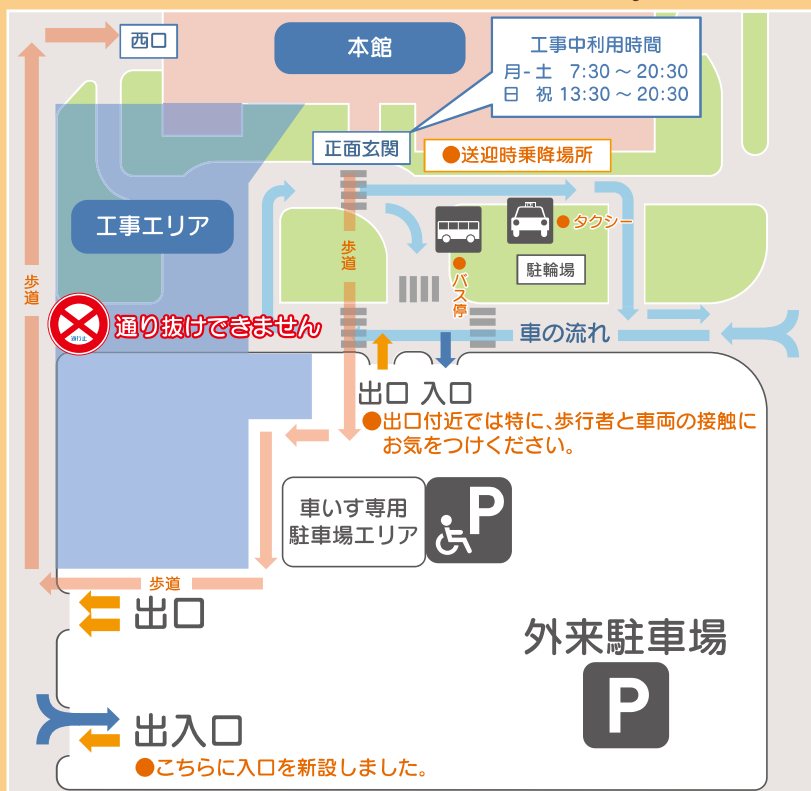 西口
本館
工事中利用時間
月-土 7:30～20:30
日 祝 13:30～20:30
正面玄関
●送迎時乗降場所
工事エリア
歩道
●タクシー
駐輪場
●バス停
歩道
通り抜けできません
車の流れ
出口 入口
●出口付近では特に、歩行者と車両の接触に
お気をつけください。
車いす専用
駐車場エリア
P
歩道
出口
外来駐車場
P
出入口
●こちらに入口を新設しました。